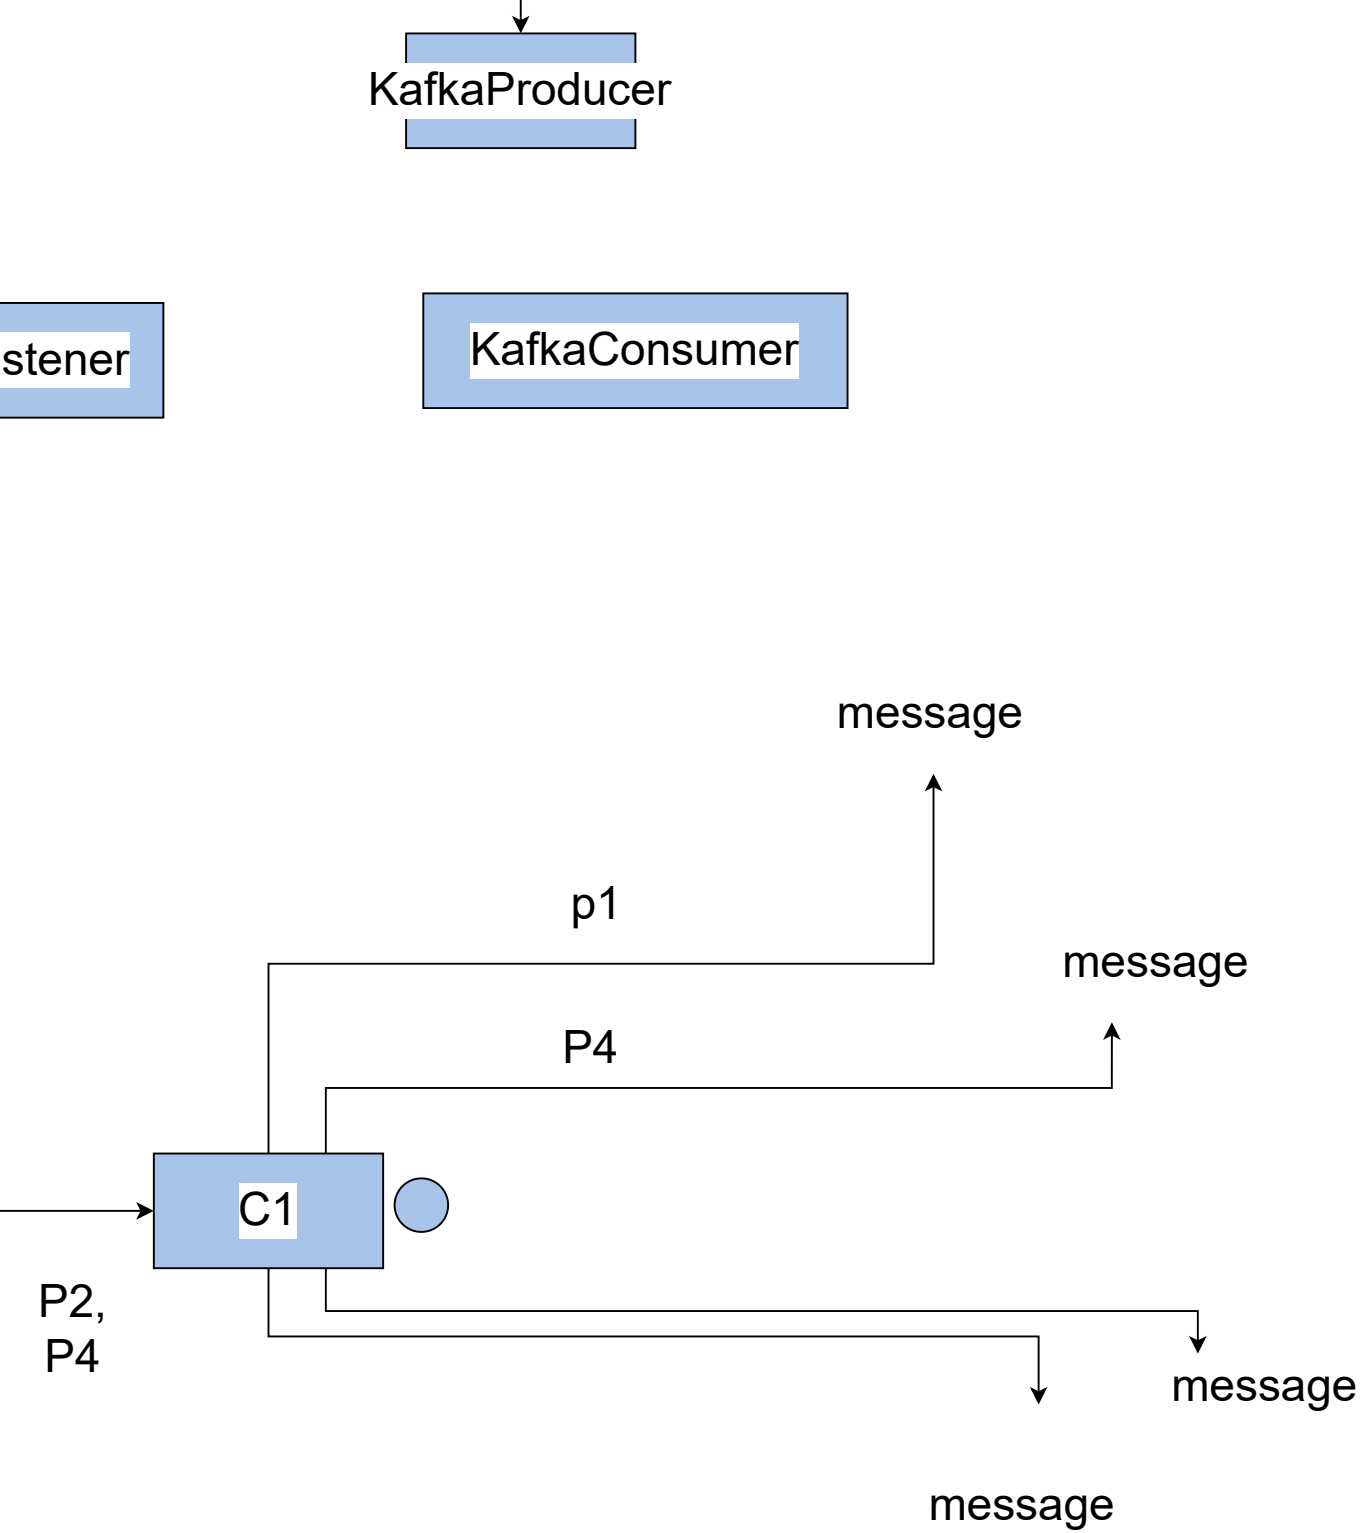 KafkaProducer
stener
KafkaConsumer
message
p1
message
P4
C1
P2,
P4
message
message